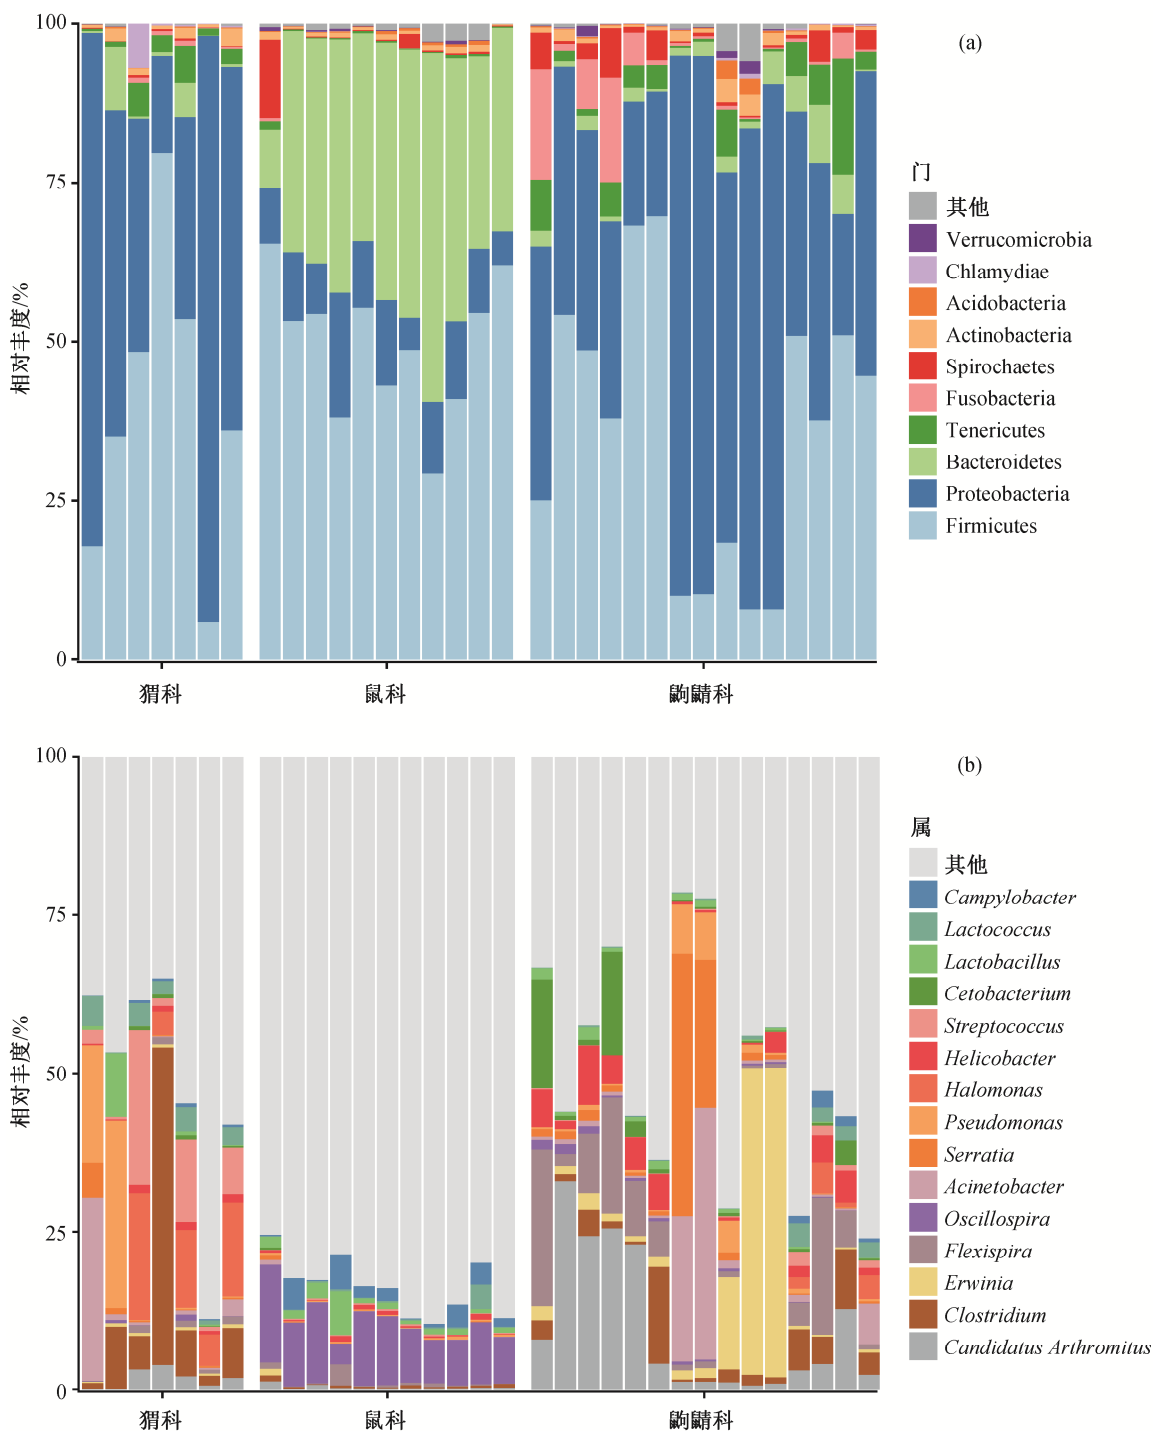 (a)
100
75
50
25
0
相对丰度/%
猬科
鼠科
鼩鼱科
门
其他
Verrucomicrobia
Chlamydiae
Acidobacteria
Actinobacteria
Spirochaetes
Fusobacteria
Tenericutes
Bacteroidetes
Proteobacteria
Firmicutes
(b)
100
75
50
25
0
相对丰度/%
猬科
鼠科
鼩鼱科
属
其他
Campylobacter
Lactococcus
Lactobacillus
Cetobacterium
Streptococcus
Helicobacter
Halomonas
Pseudomonas
Serratia
Acinetobacter
Oscillospira
Flexispira
Erwinia
Clostridium
Candidatus Arthromitus